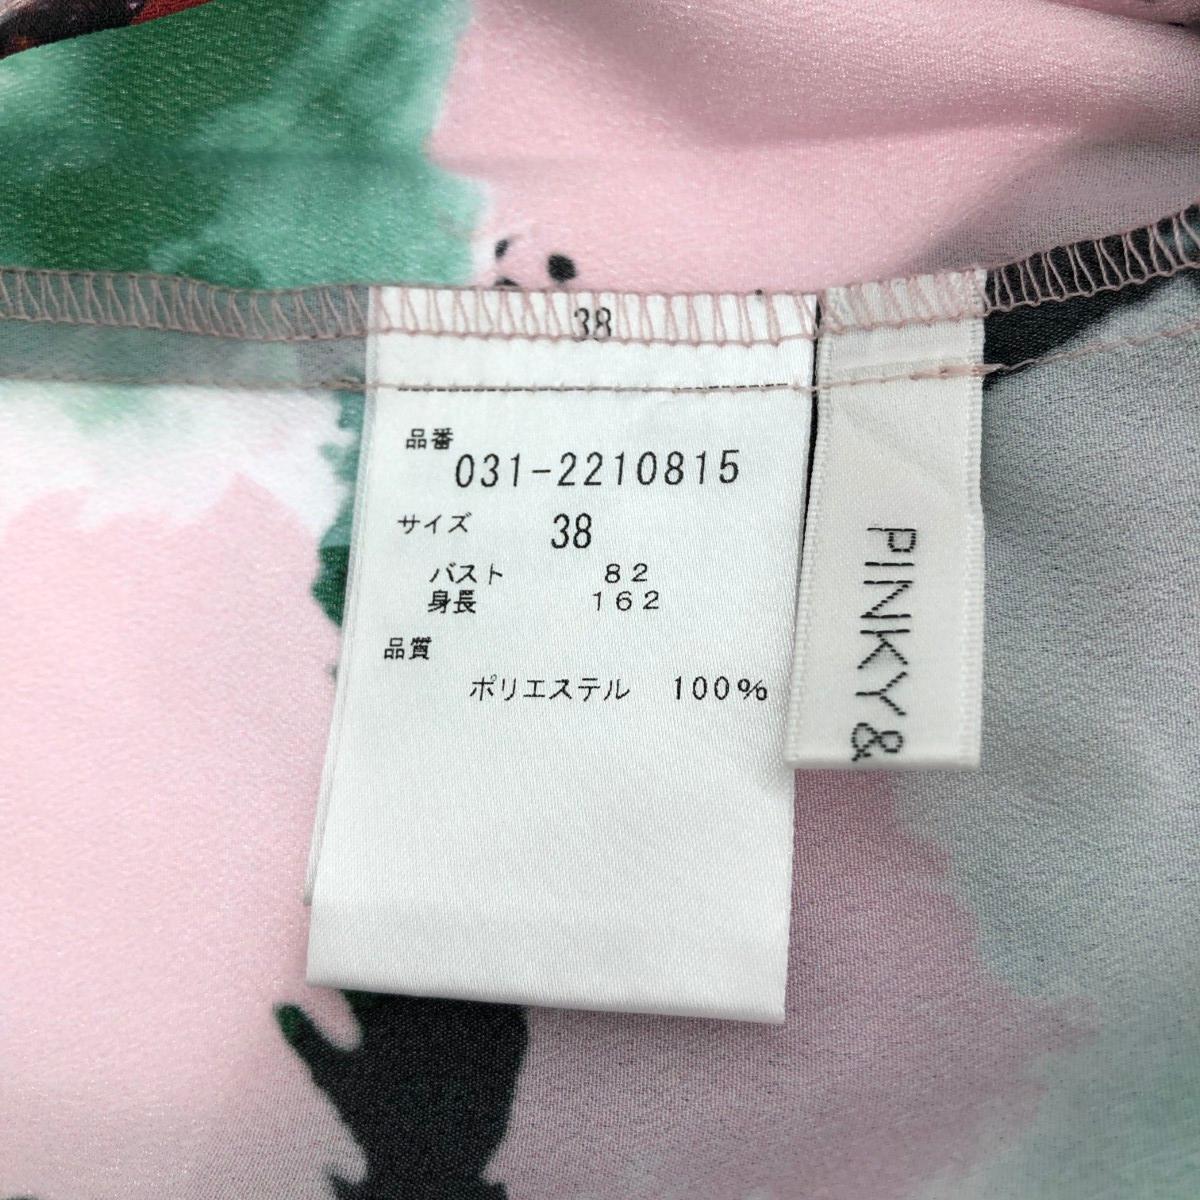 38
品番
031-2210815
サイズ 38
バスト 82
身長 162
品質
ポリエステル 100%
PINKY &